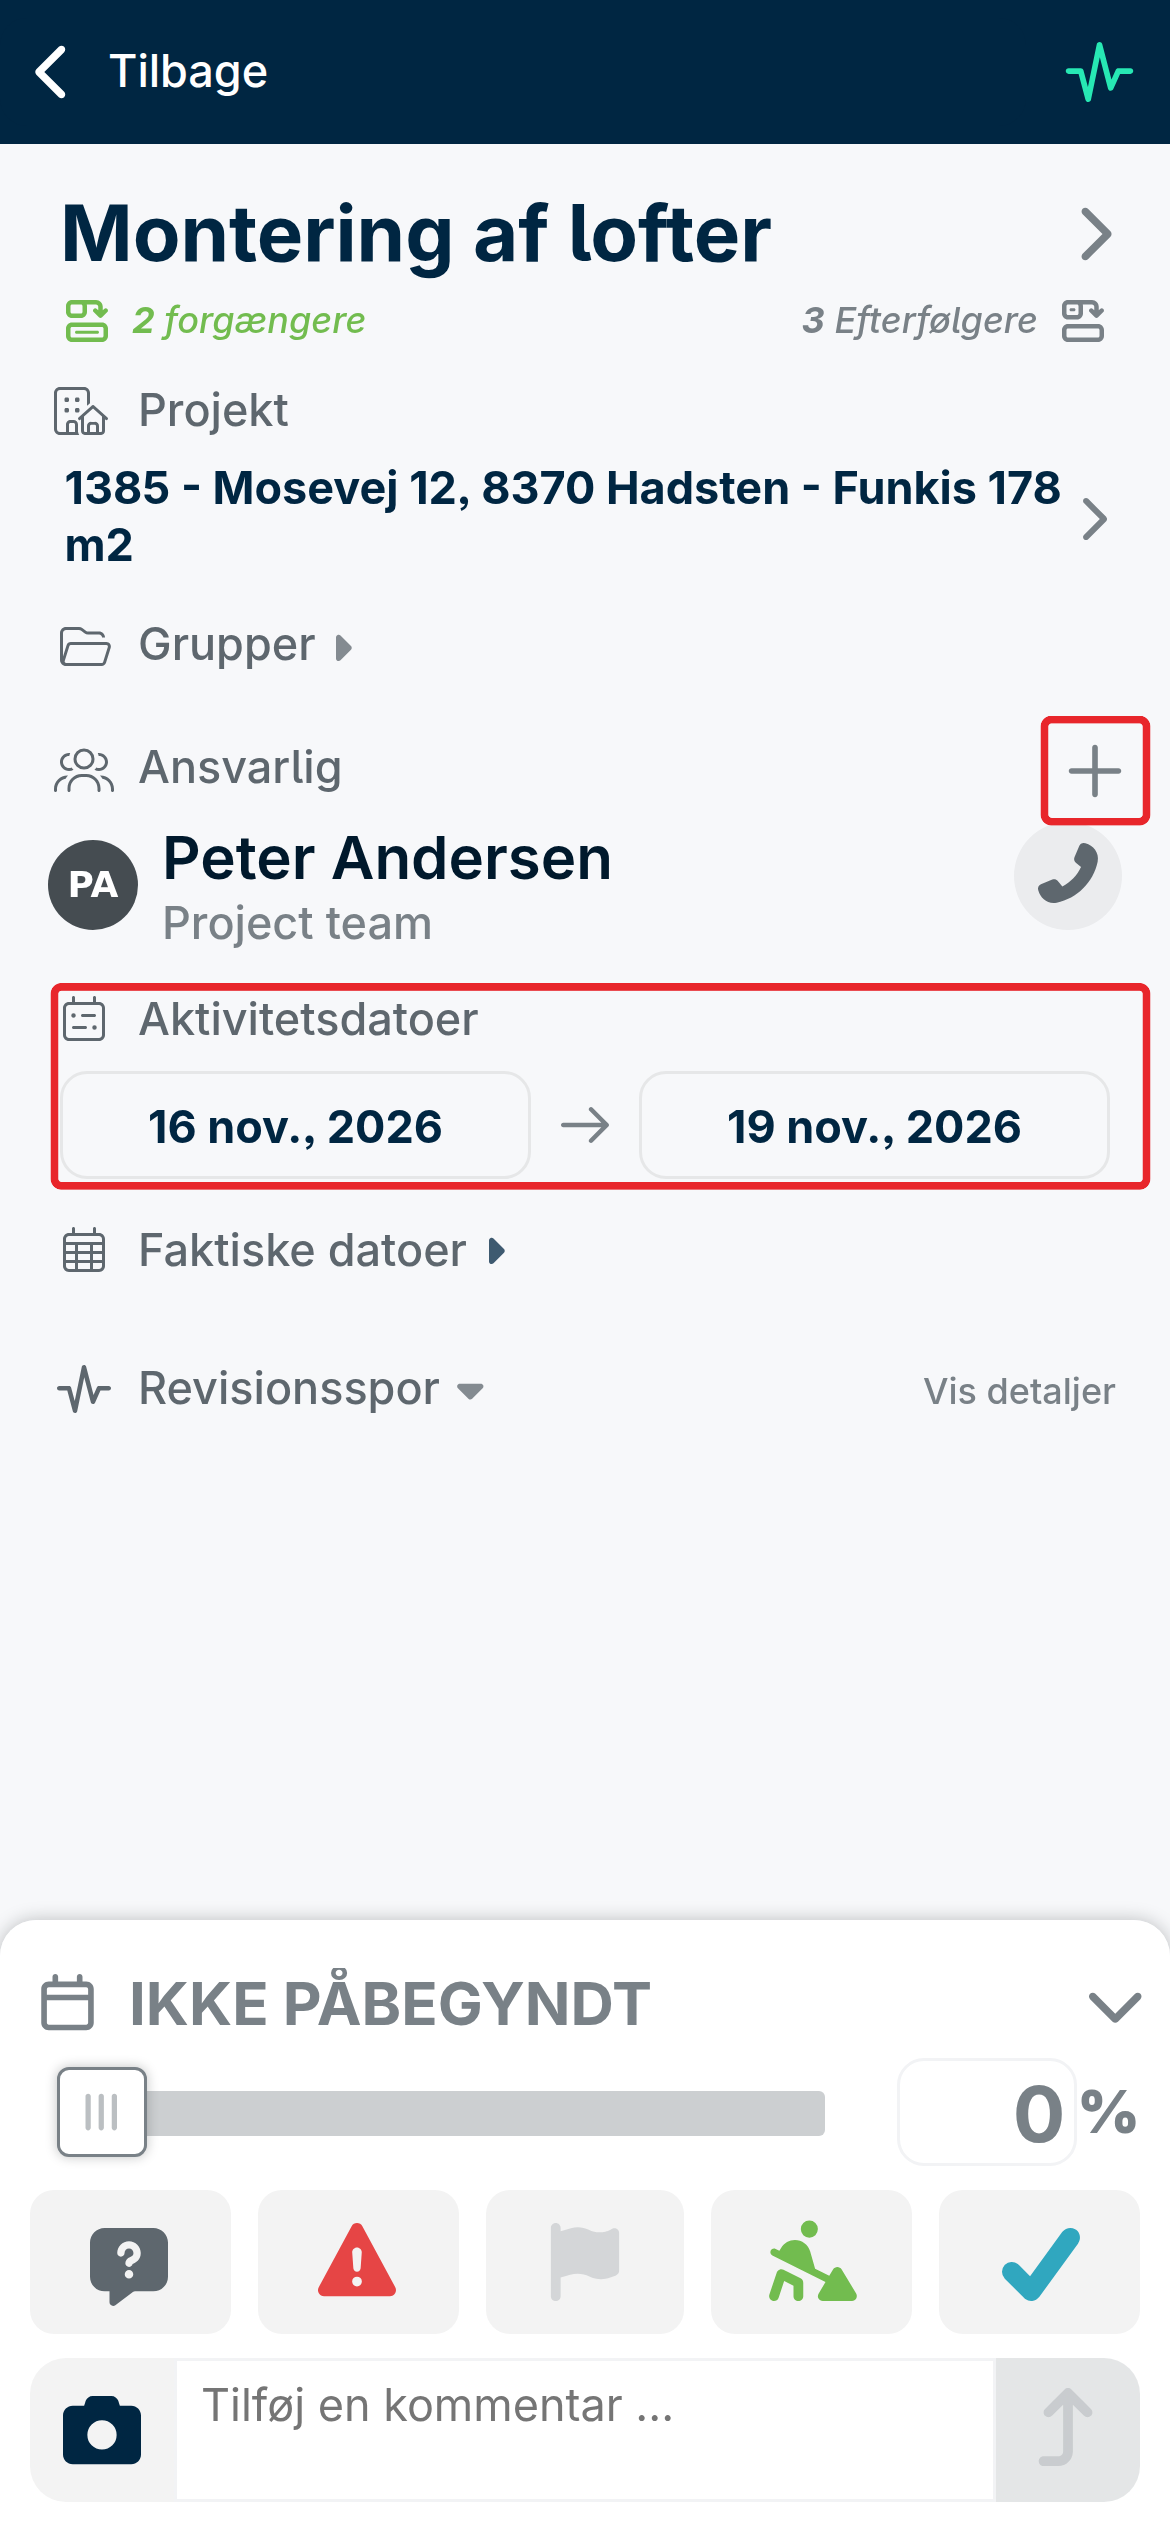 Tilbage
Montering af lofter
2 forgængere
3 Efterfølgere
Projekt
1385 - Mosevej 12, 8370 Hadsten - Funkis 178
m2
Grupper
Ansvarlig
PA
Peter Andersen
Project team
Aktivitetsdatoer
16 nov., 2026
19 nov., 2026
Faktiske datoer
Revisionsspor
Vis detaljer
IKKE PÅBEGYNDT
0 %
Tilføj en kommentar ...